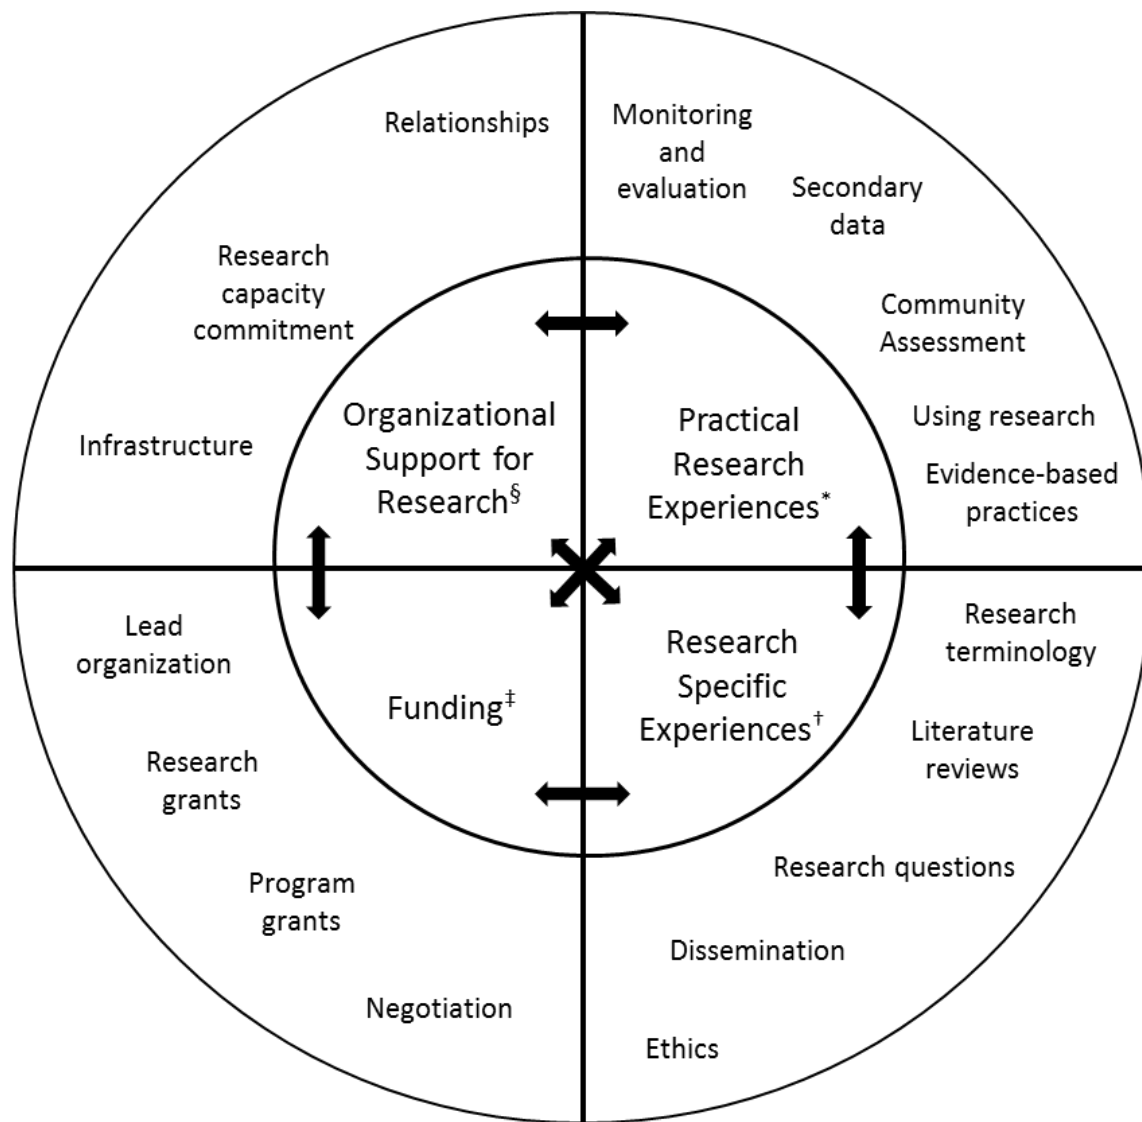 Relationships
Research
capacity
commitment
Infrastructure
Organizational
Support for
Research§
Monitoring
and
evaluation
Secondary
data
Community
Assessment
Using research
Evidence-based
practices
Practical
Research
Experiences*
Lead
organization
Research
grants
Program
grants
Negotiation
Funding‡
Research
Specific
Experiences†
Research
terminology
Literature
reviews
Research questions
Dissemination
Ethics